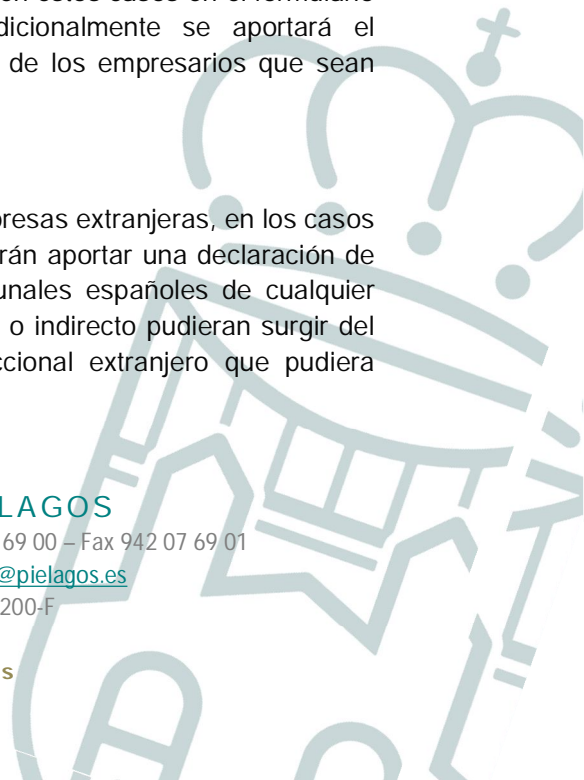 en estos casos en el formulario
dicionalmente se aportará el
de los empresarios que sean
presas extranjeras, en los casos
rán aportar una declaración de
unales españoles de cualquier
o indirecto pudieran surgir del
ccional extranjero que pudiera
LAGOS
69 00 – Fax 942 07 69 01
@pielagos.es
200-F
s